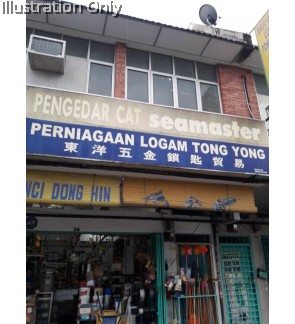 Illustration Only
PENGEDAR CAT seamaster
PERNIAGAAN LOGAM TONG YONG
東洋五金鎖匙貿易
NCI DONG HIN